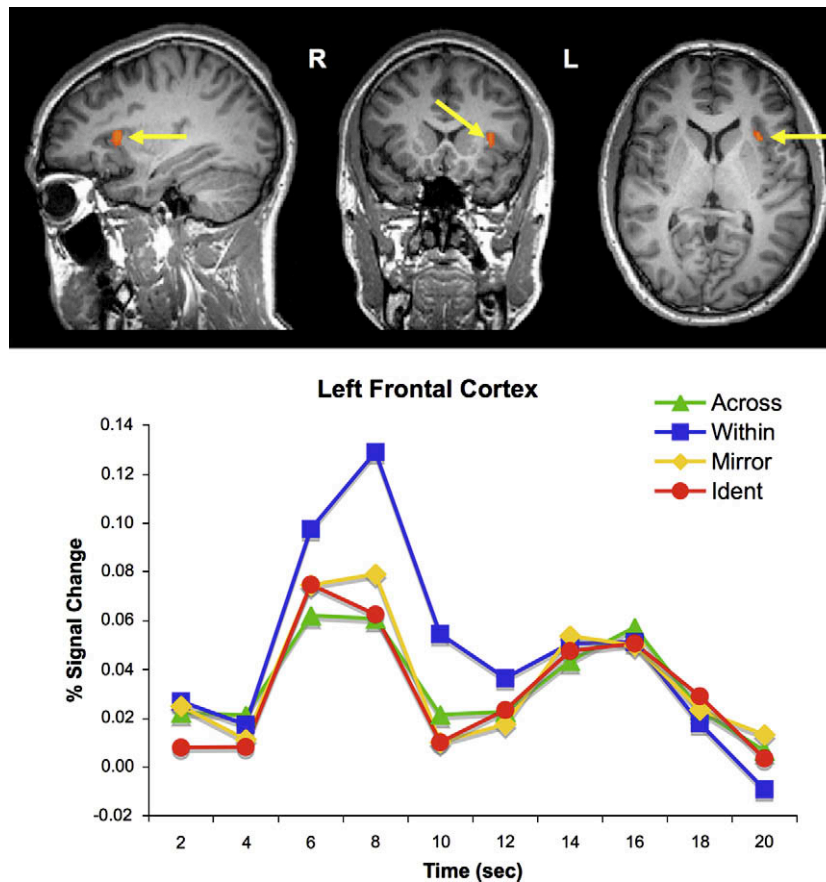 R L
Left Frontal Cortex
Across
Within
Mirror
Ident
% Signal Change
0.14
0.12
0.10
0.08
0.06
0.04
0.02
0.00
-0.02
2 4 6 8 10 12 14 16 18 20
Time (sec)